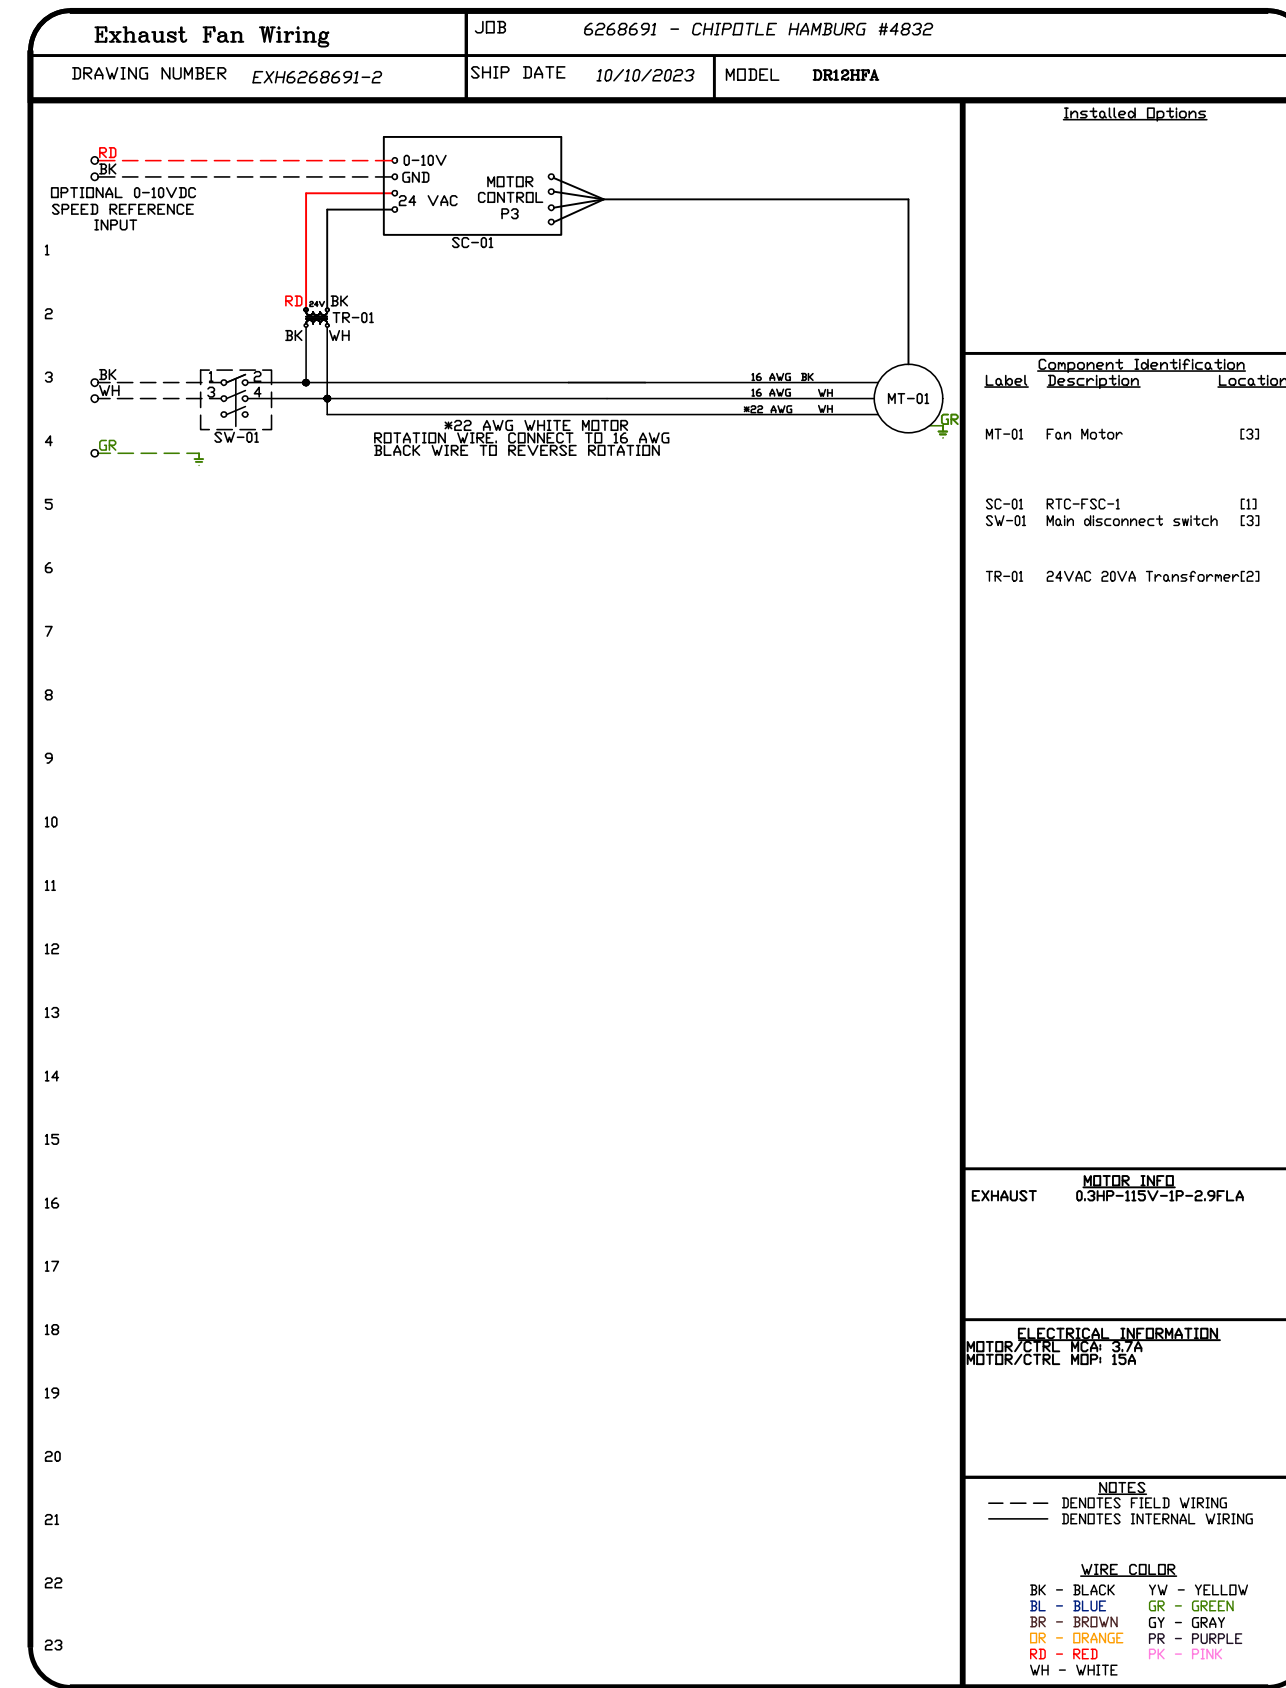 Exhaust Fan Wiring
JOB 6268691 - CHIPOTLE HAMBURG #4832
DRAWING NUMBER EXH6268691-2
SHIP DATE 10/10/2023
MODEL DR12HFA
RD
BK
OPTIONAL 0-10VDC
SPEED REFERENCE
INPUT
0-10V
GND
24 VAC
MOTOR
CONTROL
P3
SC-01
RD 24V BK
TR-01
BK WH
BK
WH
1 2
3 4
SW-01
GR
16 AWG BK
16 AWG WH
*22 AWG WH
MT-01
GR
*22 AWG WHITE MOTOR
ROTATION WIRE. CONNECT TO 16 AWG
BLACK WIRE TO REVERSE ROTATION
1
2
3
4
5
6
7
8
9
10
11
12
13
14
15
16
17
18
19
20
21
22
23
Installed Options
Component Identification
Label Description Location
MT-01 Fan Motor [3]
SC-01 RTC-FSC-1 [1]
SW-01 Main disconnect switch [3]
TR-01 24VAC 20VA Transformer[2]
MOTOR INFO
EXHAUST 0.3HP-115V-1P-2.9FLA
ELECTRICAL INFORMATION
MOTOR/CTRL MCA: 3.7A
MOTOR/CTRL MOP: 15A
NOTES
DENOTES FIELD WIRING
DENOTES INTERNAL WIRING
WIRE COLOR
BK - BLACK YW - YELLOW
BL - BLUE GR - GREEN
BR - BROWN GY - GRAY
OR - ORANGE PR - PURPLE
RD - RED PK - PINK
WH - WHITE